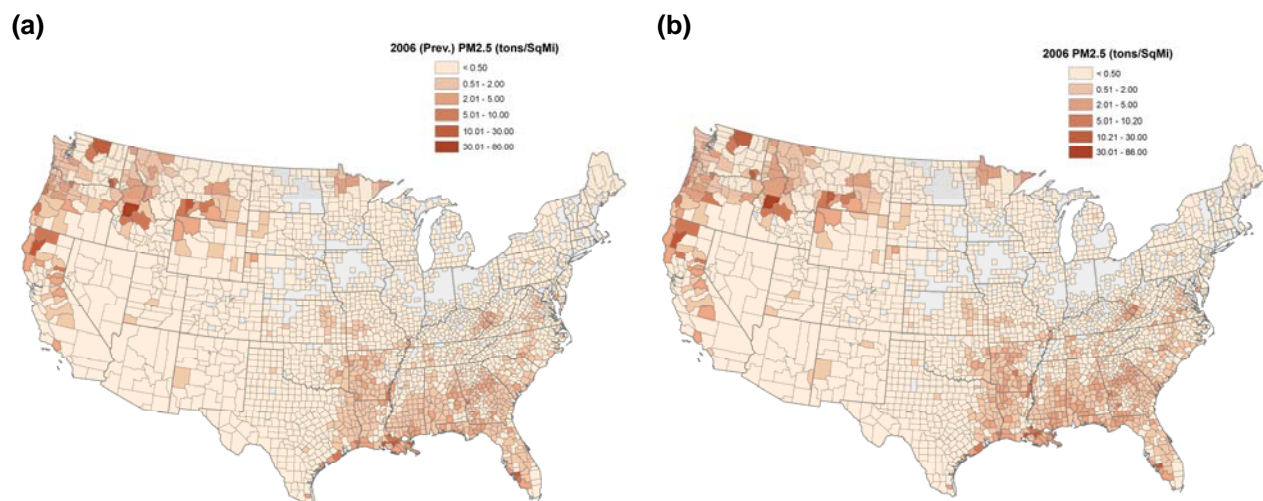 (a)
2006 (Prev.) PM2.5 (tons/SqMi)
< 0.50
0.51 - 2.00
2.01 - 5.00
5.01 - 10.00
10.01 - 30.00
30.01 - 86.00
(b)
2006 PM2.5 (tons/SqMi)
< 0.50
0.51 - 2.00
2.01 - 5.00
5.01 - 10.20
10.21 - 30.00
30.01 - 86.00